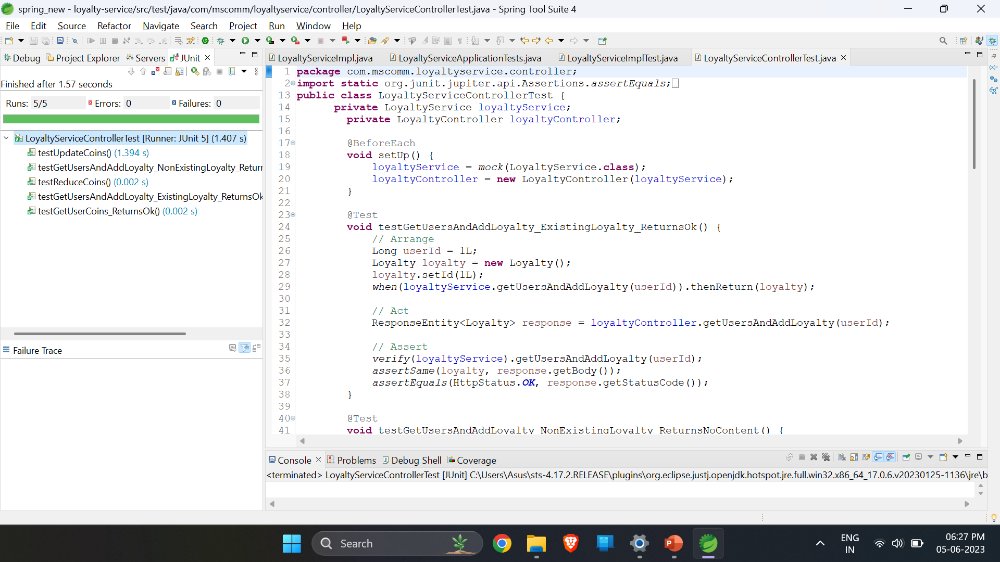 spring_new - loyalty-service/src/test/java/com/mscomm/loyaltyservice/controller/LoyaltyServiceControllerTest.java - Spring Tool Suite 4
File Edit Source Refactor Navigate Search Project Run Window Help
Debug Project Explorer Servers JUnit
Finished after 1.57 seconds
Runs: 5/5 Errors: 0 Failures: 0
LoyaltyServiceControllerTest [Runner: JUnit 5] (1.407 s)
testUpdateCoins() (1.394 s)
testGetUsersAndAddLoyalty_NonExistingLoyalty_Return
testReduceCoins() (0.002 s)
testGetUsersAndAddLoyalty_ExistingLoyalty_ReturnsOk
testGetUserCoins_ReturnsOk() (0.002 s)
Failure Trace
LoyaltyServiceImpl.java LoyaltyServiceApplicationTests.java LoyaltyServiceImplTest.java LoyaltyServiceControllerTest.java
1 package com.mscomm.loyaltyservice.controller;
2 import static org.junit.jupiter.api.Assertions.assertEquals;
13 public class LoyaltyServiceControllerTest {
14 private LoyaltyService loyaltyService;
15 private LoyaltyController loyaltyController;
16
17 @BeforeEach
18 void setUp() {
19 loyaltyService = mock(LoyaltyService.class);
20 loyaltyController = new LoyaltyController(loyaltyService);
21 }
22
23 @Test
24 void testGetUsersAndAddLoyalty_ExistingLoyalty_ReturnsOk() {
25 // Arrange
26 Long userId = 1L;
27 Loyalty loyalty = new Loyalty();
28 loyalty.setId(1L);
29 when(loyaltyService.getUsersAndAddLoyalty(userId)).thenReturn(loyalty);
30
31 // Act
32 ResponseEntity<Loyalty> response = loyaltyController.getUsersAndAddLoyalty(userId);
33
34 // Assert
35 verify(loyaltyService).getUsersAndAddLoyalty(userId);
36 assertSame(loyalty, response.getBody());
37 assertEquals(HttpStatus.OK, response.getStatusCode());
38 }
39
40 @Test
41 void testGetUsersAndAddLoyalty_NonExistingLoyalty_ReturnsNoContent() {
Console Problems Debug Shell Coverage
<terminated> LoyaltyServiceControllerTest [JUnit] C:\Users\Asus\sts-4.17.2.RELEASE\plugins\org.eclipse.justj.openjdk.hotspot.jre.full.win32.x86_64_17.0.6.v20230125-1136\jre\b
Search
ENG
IN
06:27 PM
05-06-2023